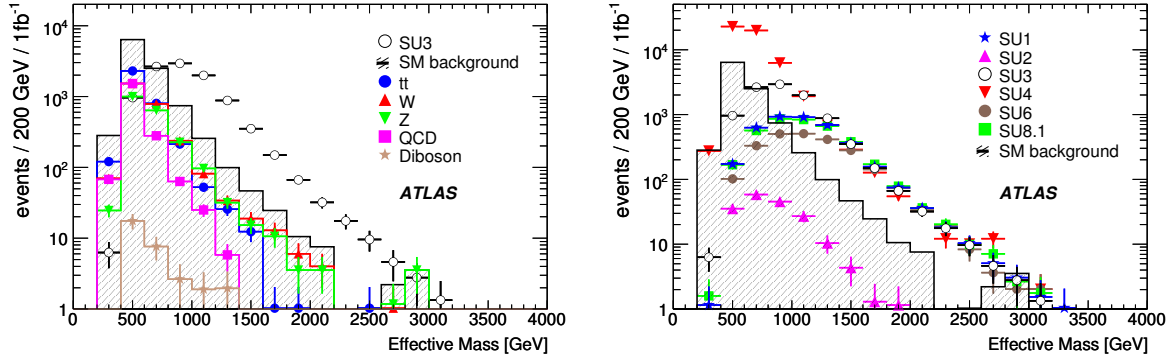 events / 200 GeV / 1fb⁻¹
10⁴
10³
10²
10
1
SU3
SM background
tt
W
Z
QCD
Diboson
ATLAS
0 500 1000 1500 2000 2500 3000 3500 4000
Effective Mass [GeV]
events / 200 GeV / 1fb⁻¹
10⁴
10³
10²
10
1
SU1
SU2
SU3
SU4
SU6
SU8.1
SM background
ATLAS
0 500 1000 1500 2000 2500 3000 3500 4000
Effective Mass [GeV]